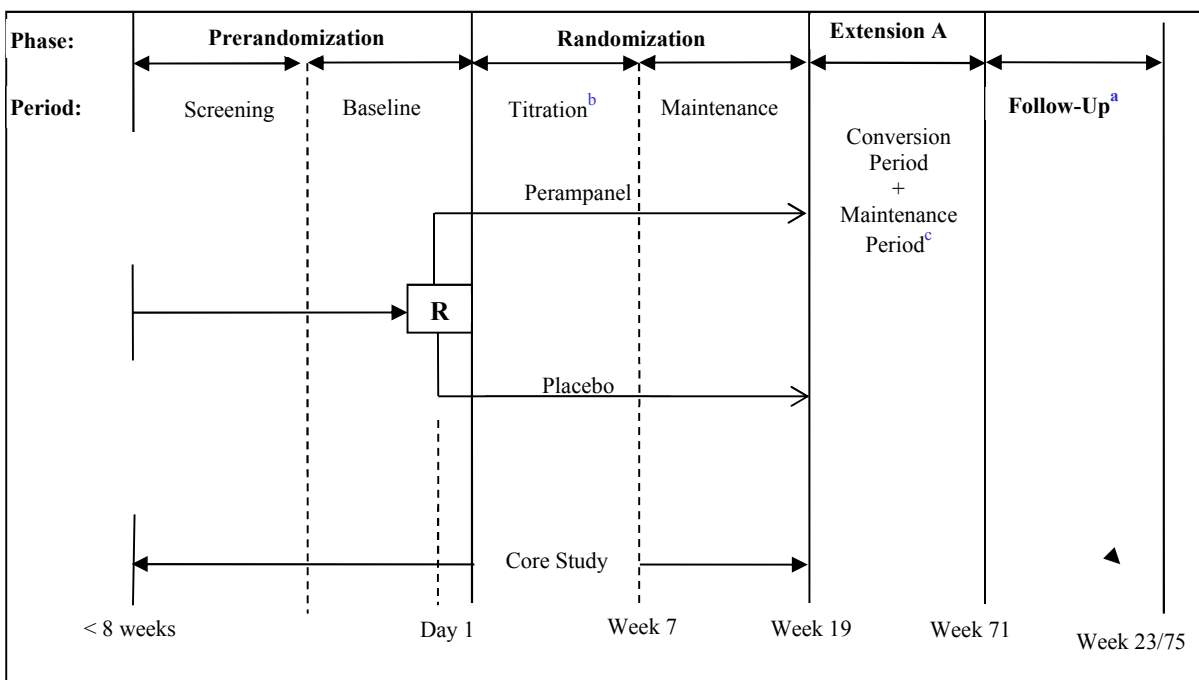 Phase:
Prerandomization
Randomization
Extension A
Period:
Screening
Baseline
Titrationb
Maintenance
Follow-Upa
Conversion
Period
+
Maintenance
Periodc
Perampanel
R
Placebo
Core Study
< 8 weeks
Day 1
Week 7
Week 19
Week 71
Week 23/75